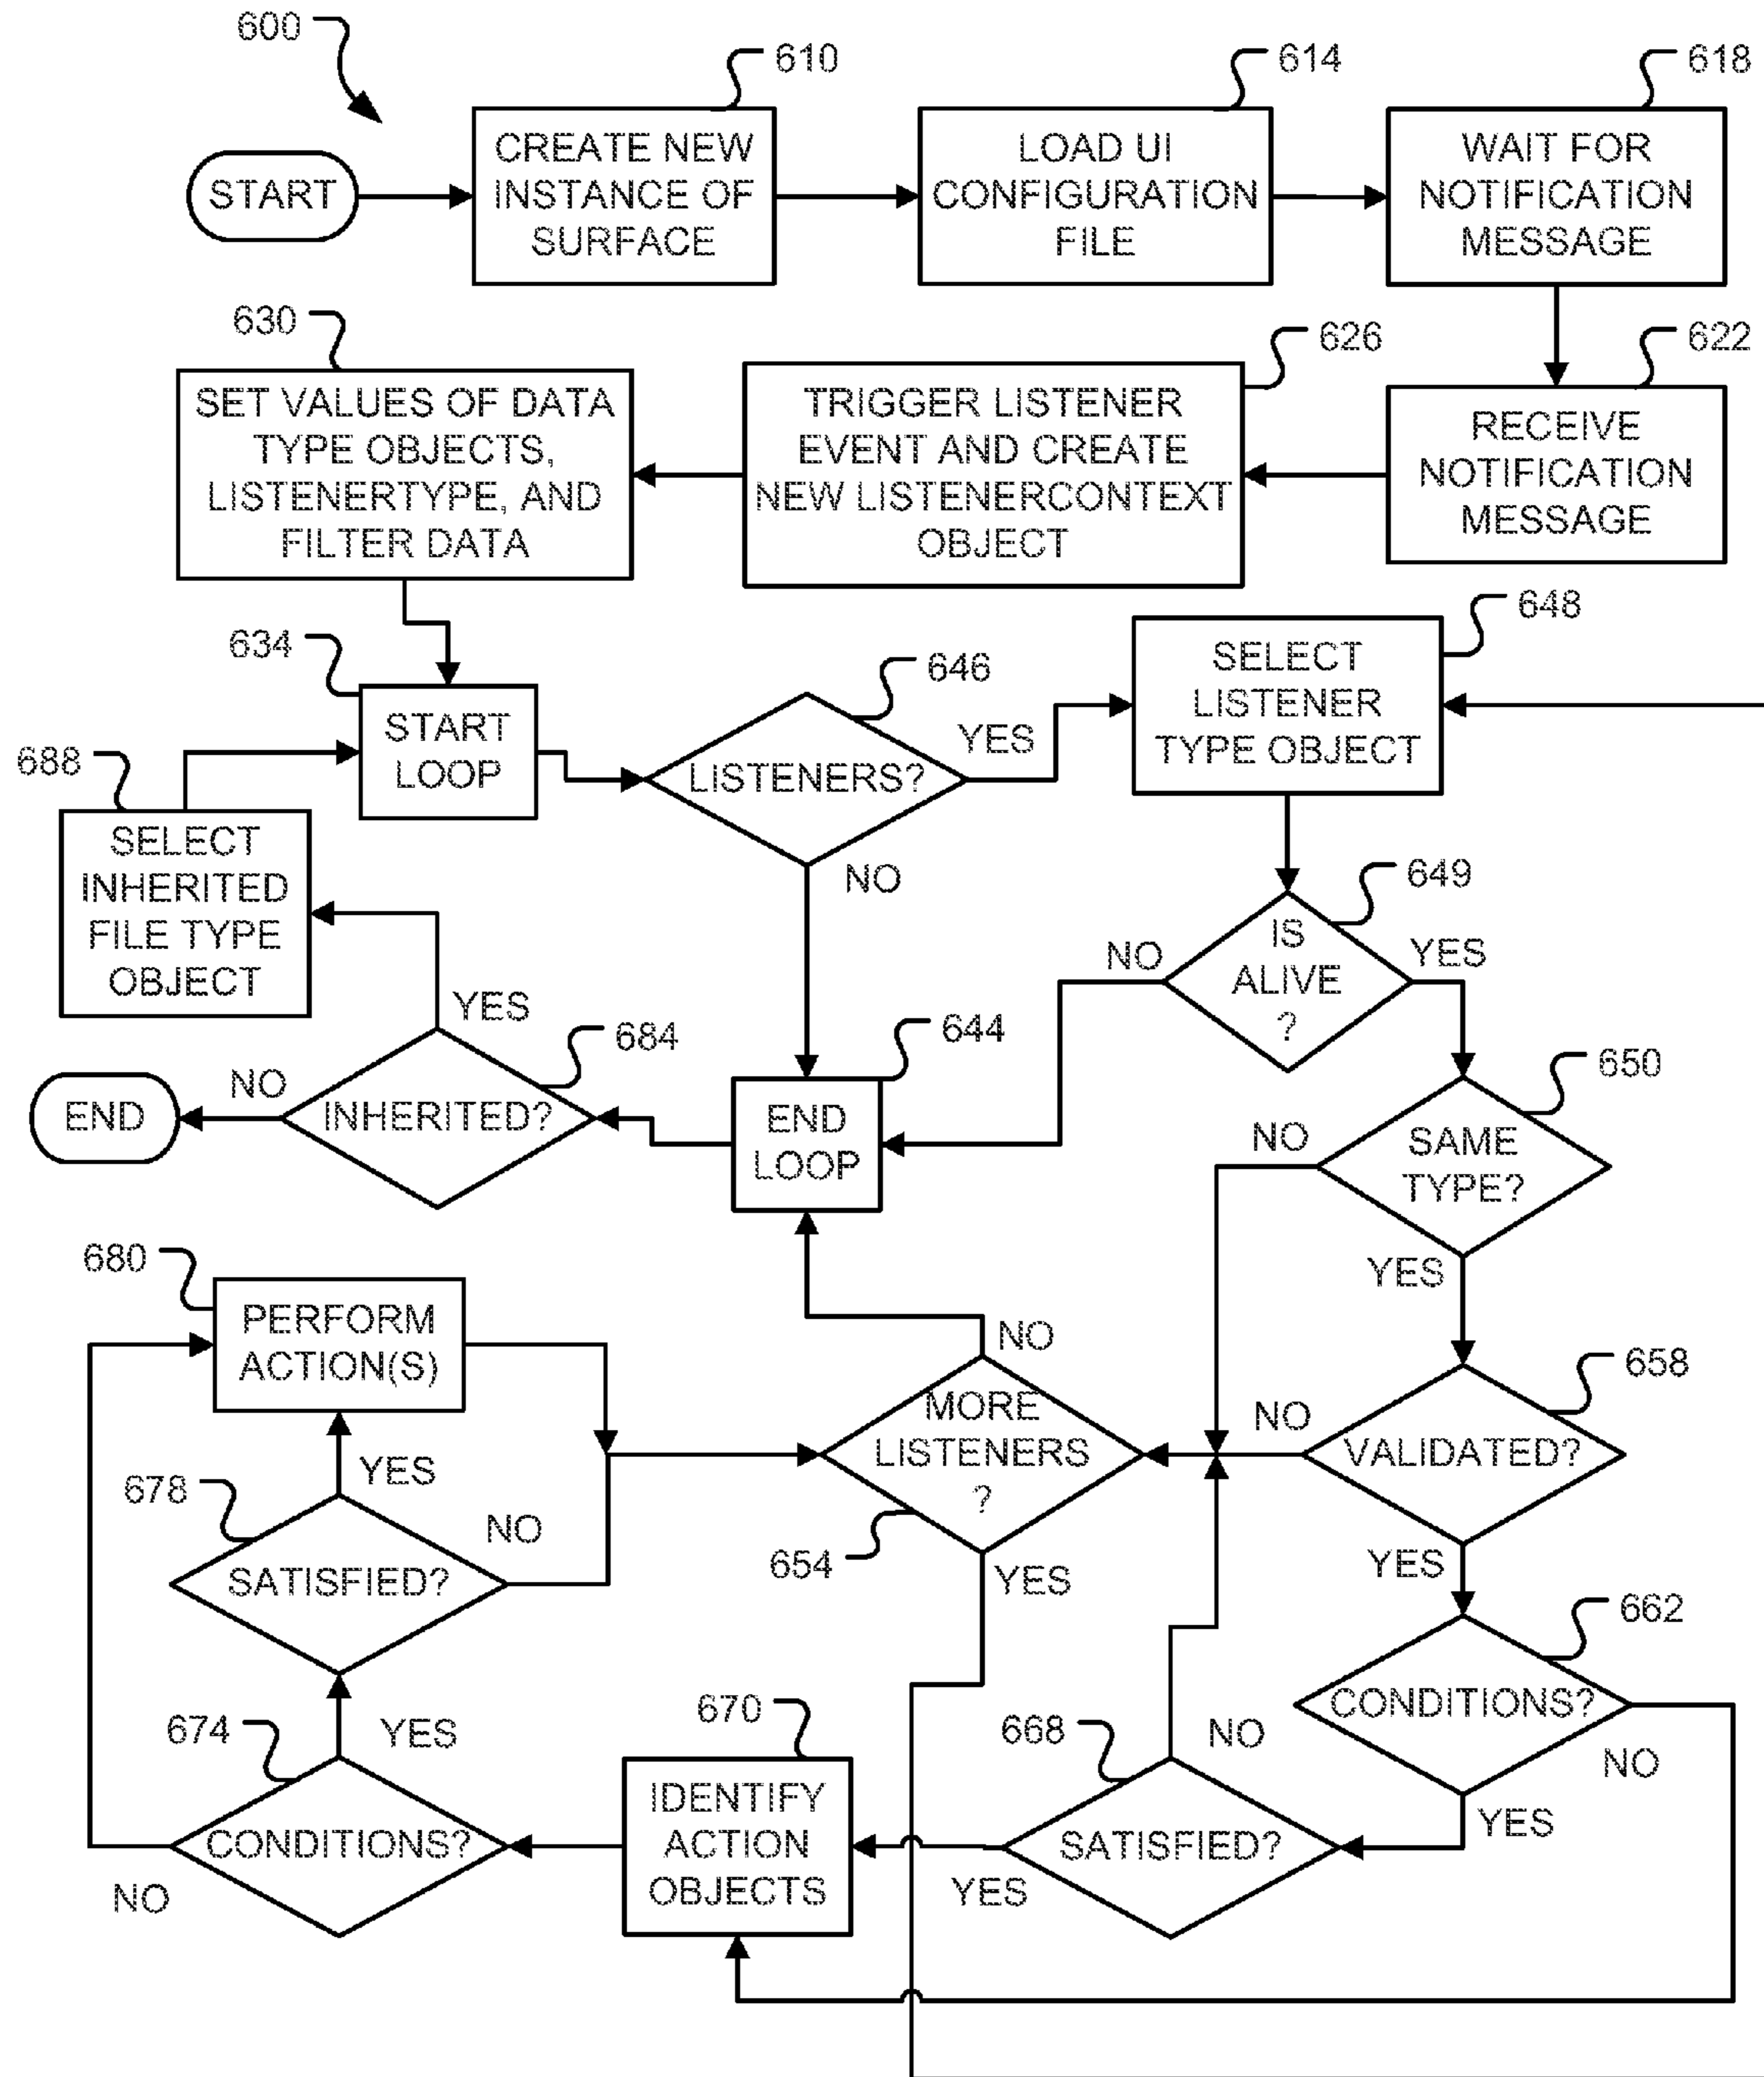 600
610
614
618
START
CREATE NEW
INSTANCE OF
SURFACE
LOAD UI
CONFIGURATION
FILE
WAIT FOR
NOTIFICATION
MESSAGE
630
626
622
SET VALUES OF DATA
TYPE OBJECTS,
LISTENERTYPE, AND
FILTER DATA
TRIGGER LISTENER
EVENT AND CREATE
NEW LISTENERCONTEXT
OBJECT
RECEIVE
NOTIFICATION
MESSAGE
634
646
648
START
LOOP
LISTENERS?
YES
NO
SELECT
LISTENER
TYPE OBJECT
688
SELECT
INHERITED
FILE TYPE
OBJECT
649
IS
ALIVE
?
NO
YES
YES
684
644
650
END
NO
INHERITED?
END
LOOP
NO
SAME
TYPE?
YES
680
PERFORM
ACTION(S)
NO
MORE
LISTENERS
?
654
YES
658
NO
VALIDATED?
YES
678
YES
SATISFIED?
NO
662
CONDITIONS?
NO
YES
674
YES
CONDITIONS?
NO
670
IDENTIFY
ACTION
OBJECTS
668
NO
SATISFIED?
YES